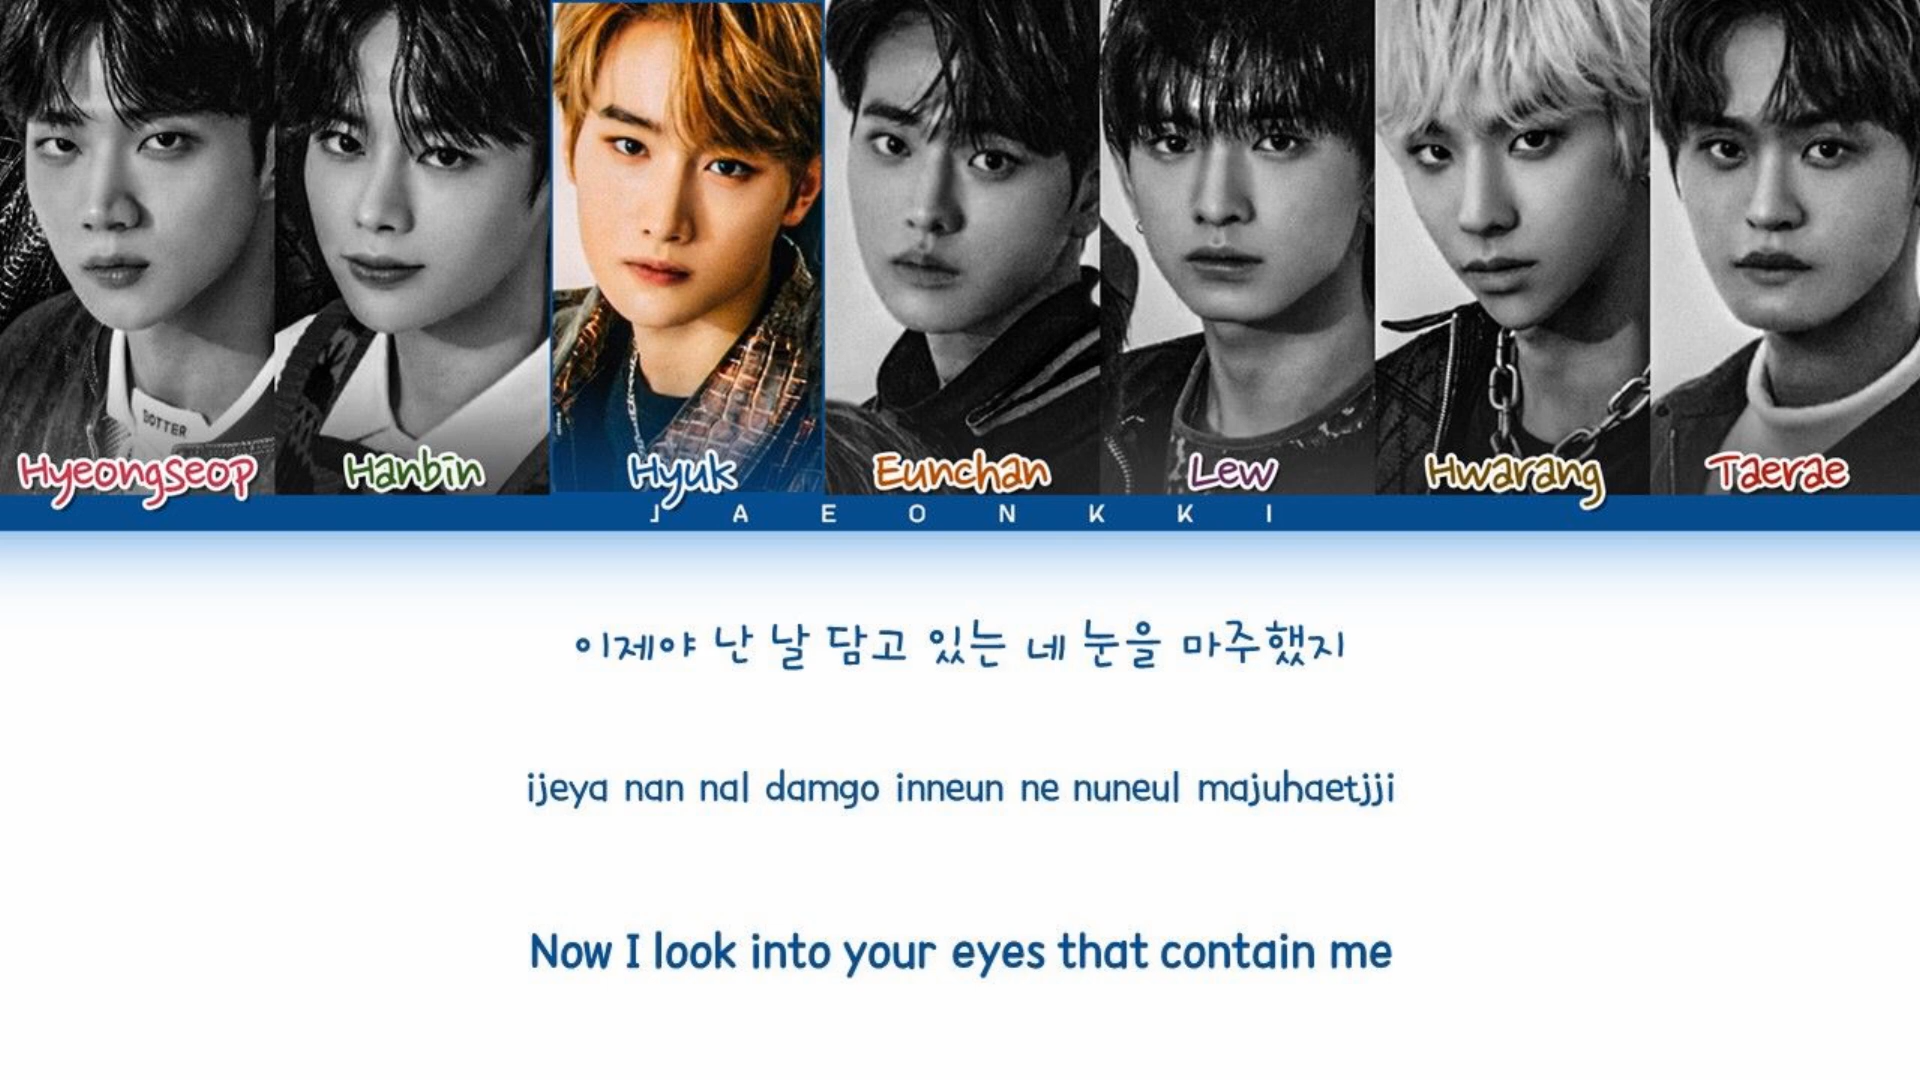 DOTTER
Hyeongseop Hanbin Hyuk Eunchan Lew Hwarang Taerae
JAEONKKI
이제야 난 날 담고 있는 네 눈을 마주했지
ijeya nan nal damgo inneun ne nuneul majuhaetjji
Now I look into your eyes that contain me